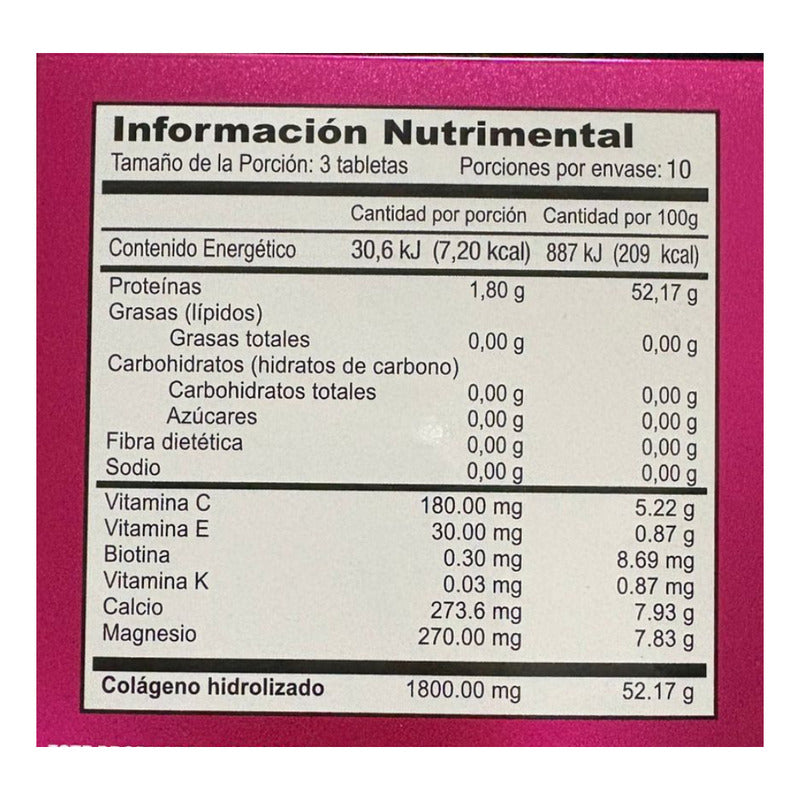 Información Nutrimental
Tamaño de la Porción: 3 tabletas Porciones por envase: 10
Cantidad por porción Cantidad por 100g
Contenido Energético 30,6 kJ (7,20 kcal) 887 kJ (209 kcal)
Proteínas 1,80 g 52,17 g
Grasas (lípidos)
Grasas totales 0,00 g 0,00 g
Carbohidratos (hidratos de carbono)
Carbohidratos totales 0,00 g 0,00 g
Azúcares 0,00 g 0,00 g
Fibra dietética 0,00 g 0,00 g
Sodio 0,00 g 0,00 g
Vitamina C 180.00 mg 5.22 g
Vitamina E 30.00 mg 0.87 g
Biotina 0.30 mg 8.69 mg
Vitamina K 0.03 mg 0.87 mg
Calcio 273.6 mg 7.93 g
Magnesio 270.00 mg 7.83 g
Colágeno hidrolizado 1800.00 mg 52.17 g